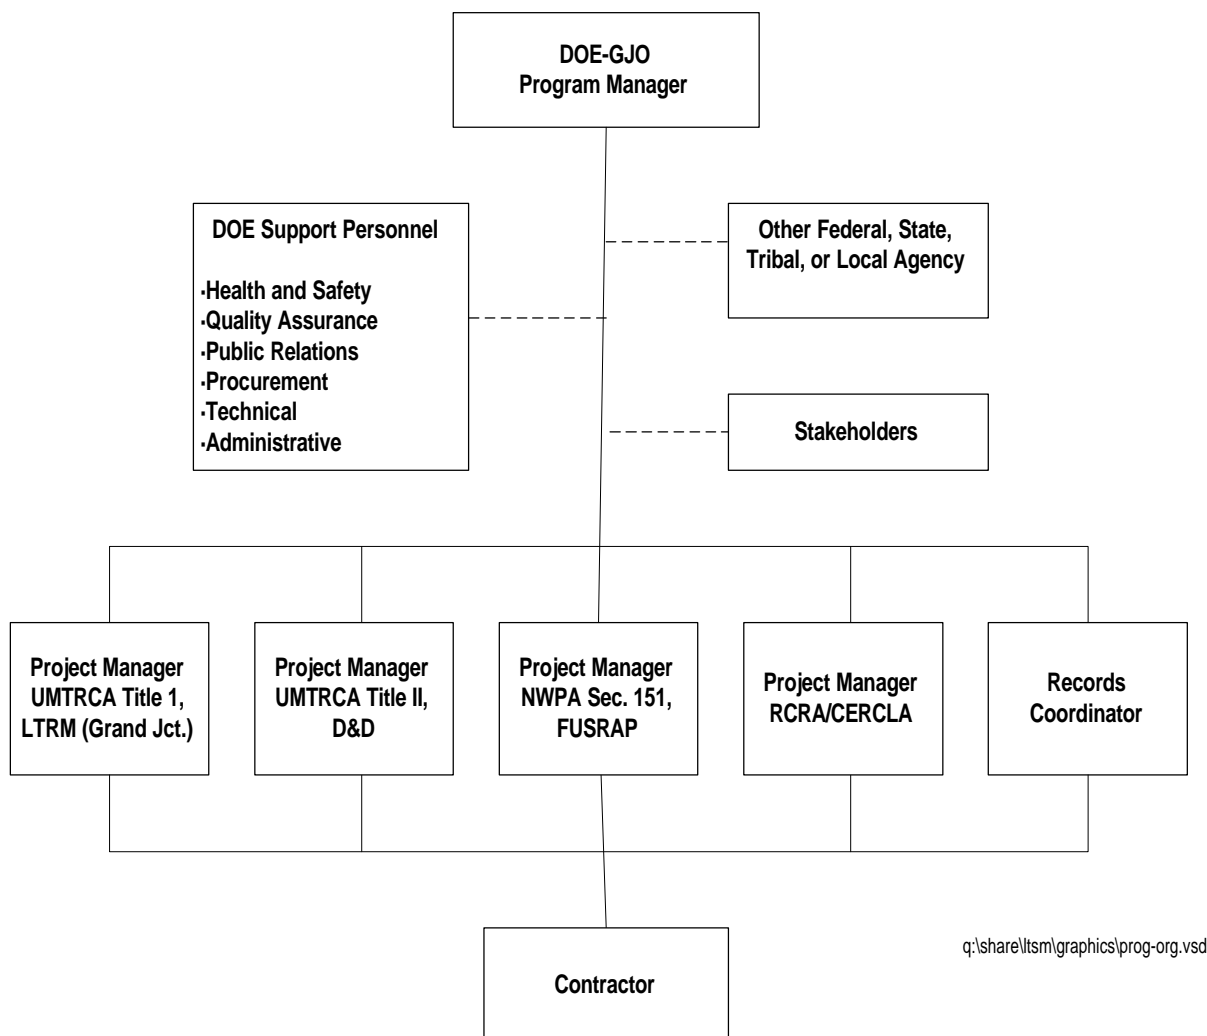 DOE-GJO
Program Manager
DOE Support Personnel
·Health and Safety
·Quality Assurance
·Public Relations
·Procurement
·Technical
·Administrative
Other Federal, State,
Tribal, or Local Agency
Stakeholders
Project Manager
UMTRCA Title 1,
LTRM (Grand Jct.)
Project Manager
UMTRCA Title II,
D&D
Project Manager
NWPA Sec. 151,
FUSRAP
Project Manager
RCRA/CERCLA
Records
Coordinator
Contractor
q:\share\ltsm\graphics\prog-org.vsd